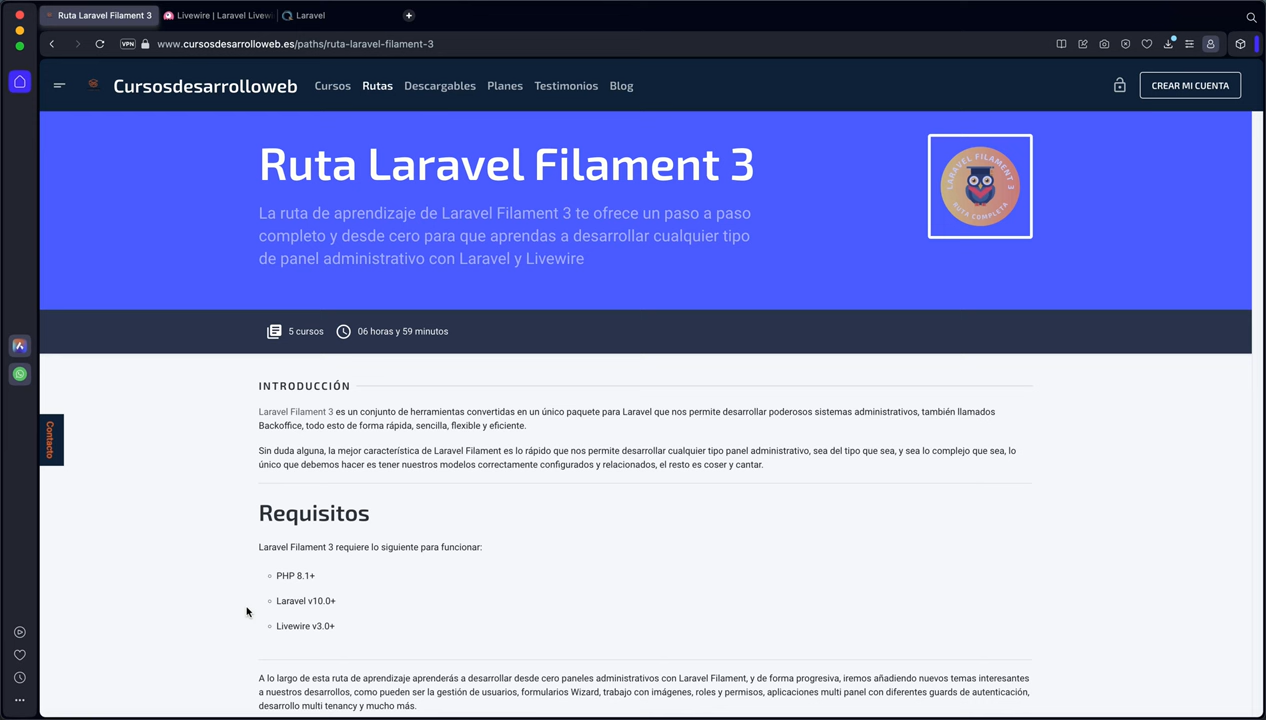 Ruta Laravel Filament 3
Livewire | Laravel Livew
Laravel
VPN
www.cursosdesarrolloweb.es/paths/ruta-laravel-filament-3
Cursosdesarrolloweb
Cursos
Rutas
Descargables
Planes
Testimonios
Blog
CREAR MI CUENTA
Ruta Laravel Filament 3
LARAVEL FILAMENT 3
RUTA COMPLETA
La ruta de aprendizaje de Laravel Filament 3 te ofrece un paso a paso
completo y desde cero para que aprendas a desarrollar cualquier tipo
de panel administrativo con Laravel y Livewire
5 cursos
06 horas y 59 minutos
INTRODUCCIÓN
Laravel Filament 3 es un conjunto de herramientas convertidas en un único paquete para Laravel que nos permite desarrollar poderosos sistemas administrativos, también llamados
Backoffice, todo esto de forma rápida, sencilla, flexible y eficiente.
Contacto
Sin duda alguna, la mejor característica de Laravel Filament es lo rápido que nos permite desarrollar cualquier tipo panel administrativo, sea del tipo que sea, y sea lo complejo que sea, lo
único que debemos hacer es tener nuestros modelos correctamente configurados y relacionados, el resto es coser y cantar.
Requisitos
Laravel Filament 3 requiere lo siguiente para funcionar:
PHP 8.1+
Laravel v10.0+
Livewire v3.0+
A lo largo de esta ruta de aprendizaje aprenderás a desarrollar desde cero paneles administrativos con Laravel Filament, y de forma progresiva, iremos añadiendo nuevos temas interesantes
a nuestros desarrollos, como pueden ser la gestión de usuarios, formularios Wizard, trabajo con imágenes, roles y permisos, aplicaciones multi panel con diferentes guards de autenticación,
desarrollo multi tenancy y mucho más.